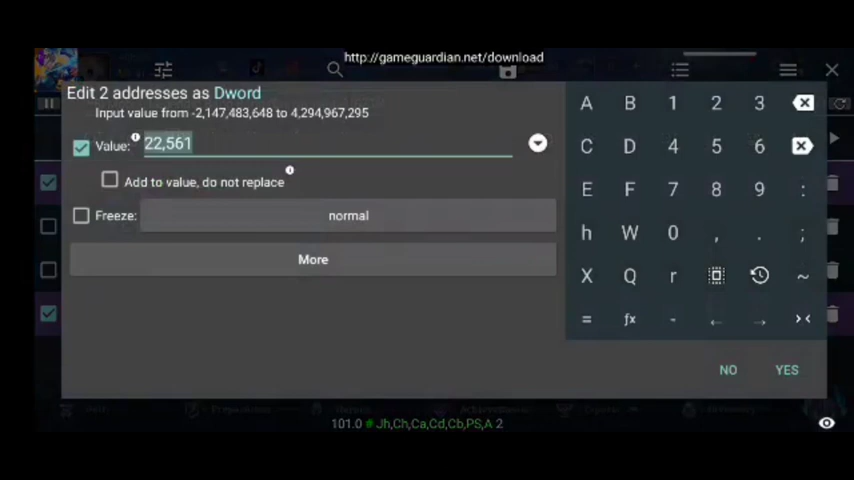 http://gameguardian.net/download
Edit 2 addresses as Dword
Input value from -2,147,483,648 to 4,294,967,295
Value: 22,561
Add to value, do not replace
Freeze: normal
More
A B 1 2 3
C D 4 5 6
E F 7 8 9 :
h W 0 , . ;
X Q r ~
= ƒx - ← → ><
NO YES
101.0 # Jh,Ch,Ca,Cd,Cb,PS,A 2